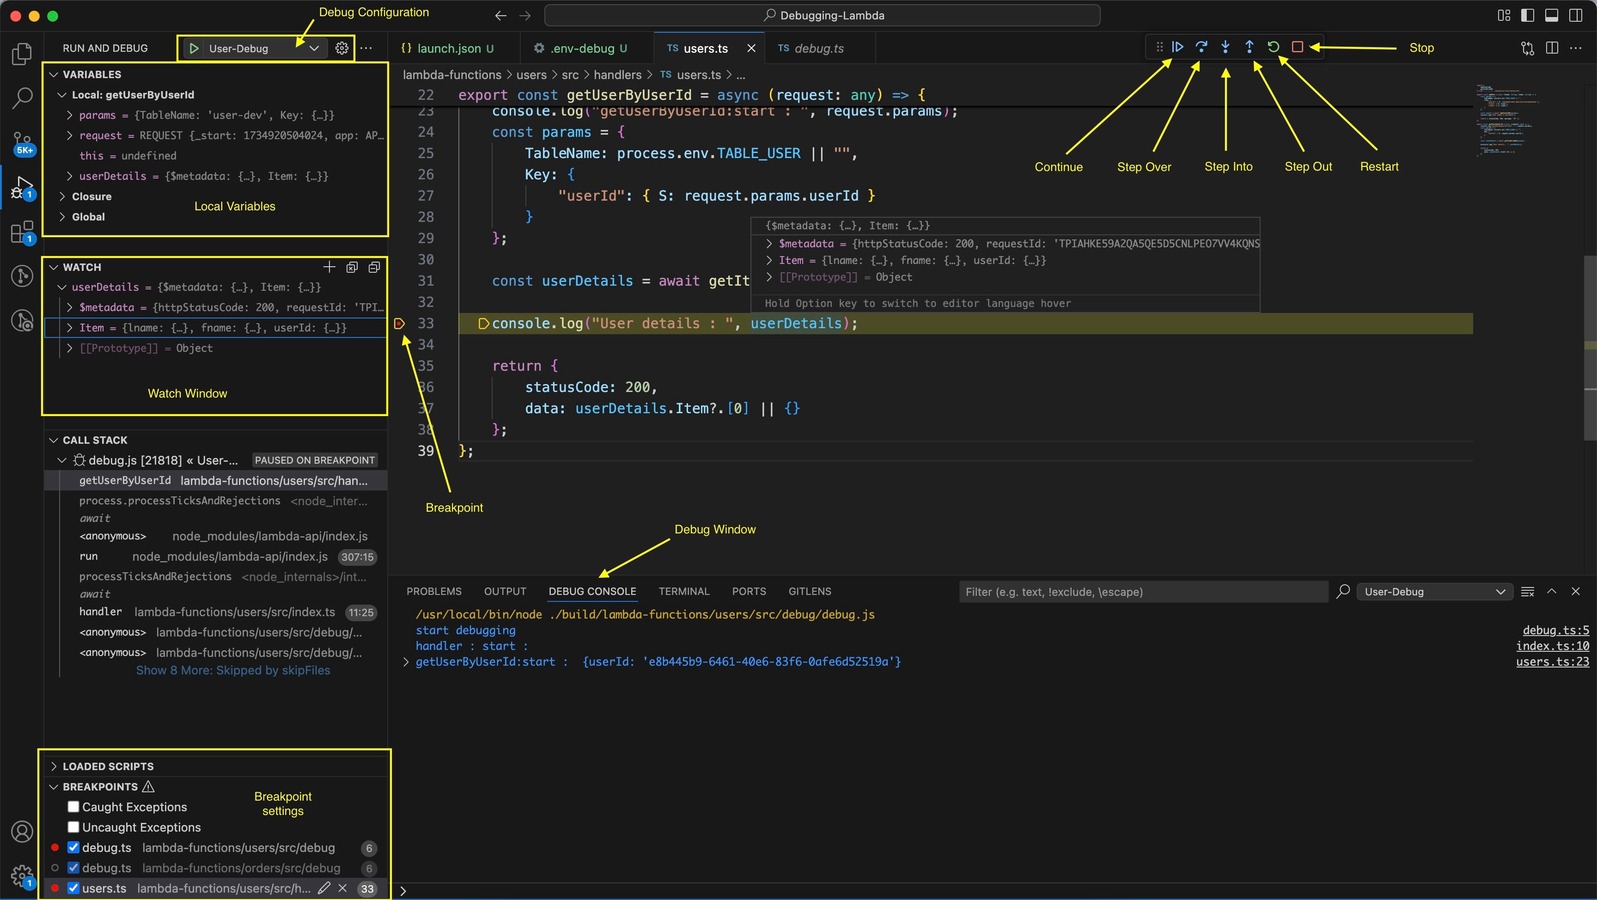 Debug Configuration
Debugging-Lambda
RUN AND DEBUG
User-Debug
launch.json U
.env-debug U
TS users.ts
TS debug.ts
Stop
VARIABLES
Local: getUserByUserId
params = {TableName: 'user-dev', Key: {…}}
request = REQUEST {_start: 1734920504024, app: AP…
this = undefined
userDetails = {$metadata: {…}, Item: {…}}
Closure
Global
Local Variables
lambda-functions > users > src > handlers > TS users.ts > ...
22 export const getUserByUserId = async (request: any) => {
23 console.log("getUserByUserId:start : ", request.params);
24 const params = {
25 TableName: process.env.TABLE_USER || "",
26 Key: {
27 "userId": { S: request.params.userId }
28 }
29 };
30
31 const userDetails = await getIt
32
33 console.log("User details : ", userDetails);
34
35 return {
36 statusCode: 200,
37 data: userDetails.Item?.[0] || {}
38 };
39 };
Continue
Step Over
Step Into
Step Out
Restart
{$metadata: {…}, Item: {…}}
$metadata = {httpStatusCode: 200, requestId: 'TPIAHKE59A2QA5QE5D5CNLPEO7VV4KQNS
Item = {lname: {…}, fname: {…}, userId: {…}}
[[Prototype]] = Object
Hold Option key to switch to editor language hover
WATCH
userDetails = {$metadata: {…}, Item: {…}}
$metadata = {httpStatusCode: 200, requestId: 'TPI…
Item = {lname: {…}, fname: {…}, userId: {…}}
[[Prototype]] = Object
Watch Window
Breakpoint
Debug Window
CALL STACK
debug.js [21818] « User-... PAUSED ON BREAKPOINT
getUserByUserId lambda-functions/users/src/han...
process.processTicksAndRejections <node_inter...
await
<anonymous> node_modules/lambda-api/index.js
run node_modules/lambda-api/index.js 307:15
processTicksAndRejections <node_internals>/int...
await
handler lambda-functions/users/src/index.ts 11:25
<anonymous> lambda-functions/users/src/debug/...
<anonymous> lambda-functions/users/src/debug/...
Show 8 More: Skipped by skipFiles
PROBLEMS OUTPUT DEBUG CONSOLE TERMINAL PORTS GITLENS
Filter (e.g. text, !exclude, \escape)
User-Debug
/usr/local/bin/node ./build/lambda-functions/users/src/debug/debug.js
start debugging debug.ts:5
handler : start : index.ts:10
getUserByUserId:start : {userId: 'e8b445b9-6461-40e6-83f6-0afe6d52519a'} users.ts:23
LOADED SCRIPTS
BREAKPOINTS
Caught Exceptions
Uncaught Exceptions
debug.ts lambda-functions/users/src/debug 6
debug.ts lambda-functions/orders/src/debug 6
users.ts lambda-functions/users/src/h... 33
Breakpoint
settings
5K+
1
1
1